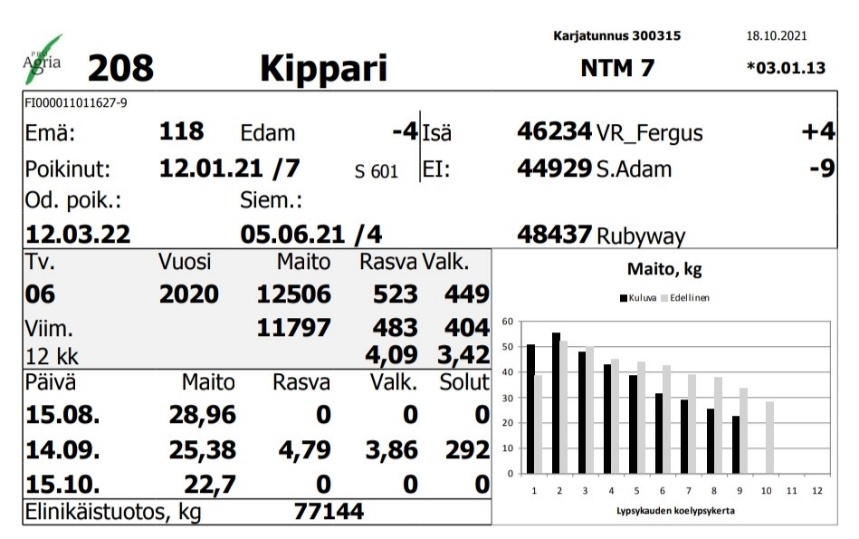 Karjatunnus 300315 18.10.2021
PRO
Agria 208 Kippari NTM 7 *03.01.13
FI000011011627-9
Emä: 118 Edam -4 Isä 46234 VR_Fergus +4
Poikinut: 12.01.21 /7 S 601 EI: 44929 S.Adam -9
Od. poik.: Siem.:
12.03.22 05.06.21 /4 48437 Rubyway
Tv. Vuosi Maito Rasva Valk.
06 2020 12506 523 449
Viim. 11797 483 404
12 kk 4,09 3,42
Päivä Maito Rasva Valk. Solut
15.08. 28,96 0 0 0
14.09. 25,38 4,79 3,86 292
15.10. 22,7 0 0 0
Elinikäistuotos, kg 77144
Maito, kg
Kuluva Edellinen
60
50
40
30
20
10
0
1 2 3 4 5 6 7 8 9 10 11 12
Lypsykauden koelypsykerta